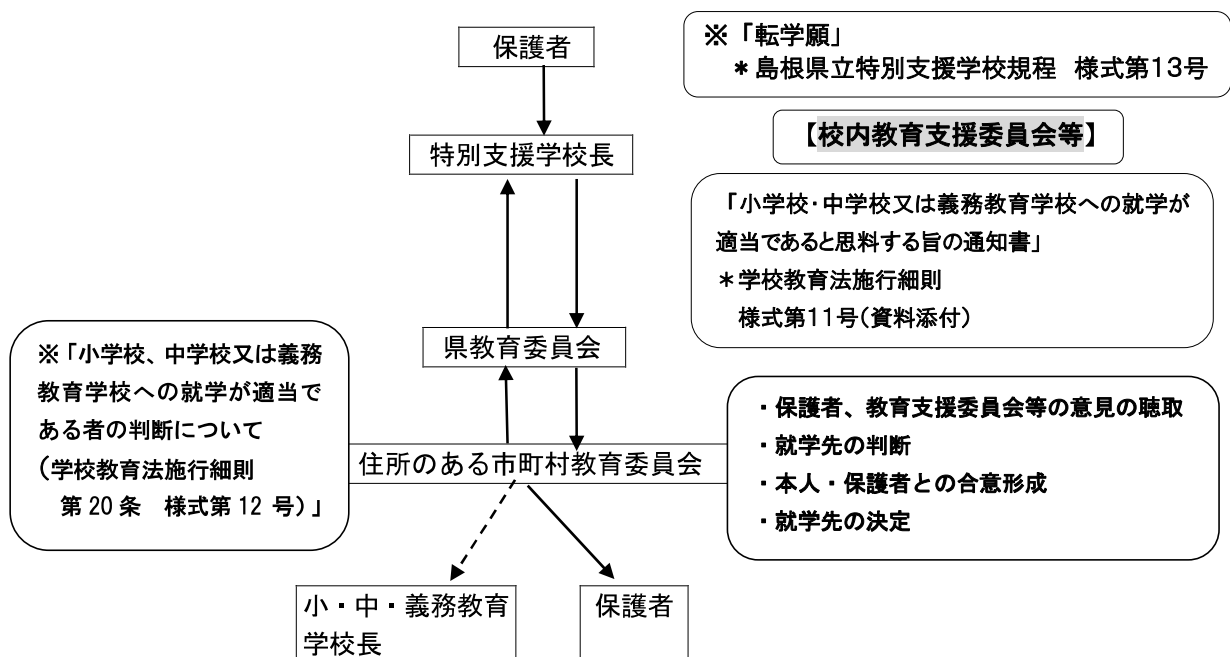 保護者
※「転学願」
＊島根県立特別支援学校規程 様式第13号
【校内教育支援委員会等】
特別支援学校長
「小学校・中学校又は義務教育学校への就学が
適当であると思料する旨の通知書」
＊学校教育法施行細則
様式第11号(資料添付)
県教育委員会
※「小学校、中学校又は義務
教育学校への就学が適当で
ある者の判断について
(学校教育法施行細則
第20条 様式第12号)」
・保護者、教育支援委員会等の意見の聴取
・就学先の判断
・本人・保護者との合意形成
・就学先の決定
住所のある市町村教育委員会
小・中・義務教育
学校長
保護者